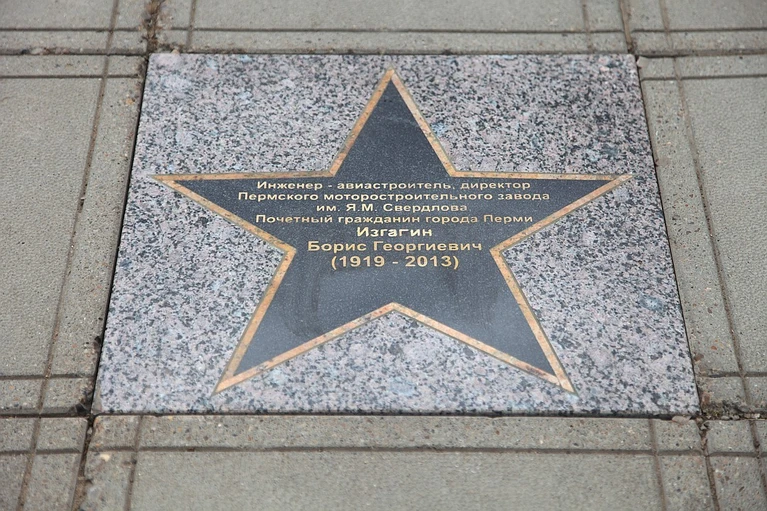 Инженер - авиастроитель, директор
Пермского моторостроительного завода
им. Я.М. Свердлова
Почетный гражданин города Перми
Изгагин
Борис Георгиевич
(1919 - 2013)